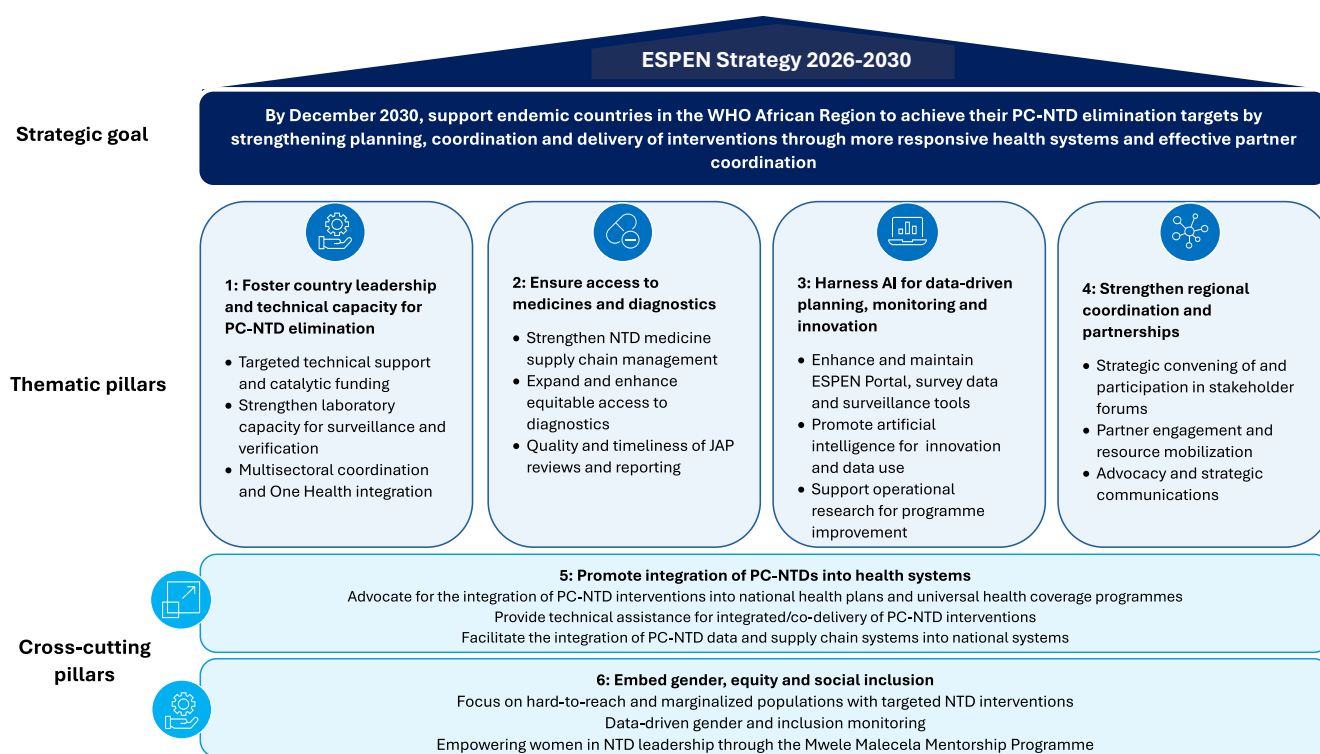 ESPEN Strategy 2026-2030
Strategic goal
By December 2030, support endemic countries in the WHO African Region to achieve their PC-NTD elimination targets by
strengthening planning, coordination and delivery of interventions through more responsive health systems and effective partner
coordination
Thematic pillars
1: Foster country leadership
and technical capacity for
PC-NTD elimination
• Targeted technical support
and catalytic funding
• Strengthen laboratory
capacity for surveillance and
verification
• Multisectoral coordination
and One Health integration
2: Ensure access to
medicines and diagnostics
• Strengthen NTD medicine
supply chain management
• Expand and enhance
equitable access to
diagnostics
• Quality and timeliness of JAP
reviews and reporting
3: Harness AI for data-driven
planning, monitoring and
innovation
• Enhance and maintain
ESPEN Portal, survey data
and surveillance tools
• Promote artificial
intelligence for innovation
and data use
• Support operational
research for programme
improvement
4: Strengthen regional
coordination and
partnerships
• Strategic convening of and
participation in stakeholder
forums
• Partner engagement and
resource mobilization
• Advocacy and strategic
communications
Cross-cutting
pillars
5: Promote integration of PC-NTDs into health systems
Advocate for the integration of PC-NTD interventions into national health plans and universal health coverage programmes
Provide technical assistance for integrated/co-delivery of PC-NTD interventions
Facilitate the integration of PC-NTD data and supply chain systems into national systems
6: Embed gender, equity and social inclusion
Focus on hard-to-reach and marginalized populations with targeted NTD interventions
Data-driven gender and inclusion monitoring
Empowering women in NTD leadership through the Mwele Malecela Mentorship Programme